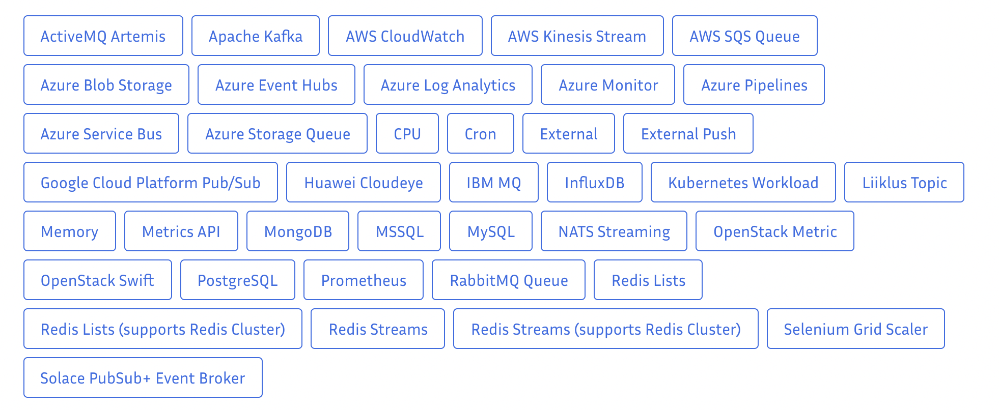 ActiveMQ Artemis Apache Kafka AWS CloudWatch AWS Kinesis Stream AWS SQS Queue
Azure Blob Storage Azure Event Hubs Azure Log Analytics Azure Monitor Azure Pipelines
Azure Service Bus Azure Storage Queue CPU Cron External External Push
Google Cloud Platform Pub/Sub Huawei Cloudeye IBM MQ InfluxDB Kubernetes Workload Liiklus Topic
Memory Metrics API MongoDB MSSQL MySQL NATS Streaming OpenStack Metric
OpenStack Swift PostgreSQL Prometheus RabbitMQ Queue Redis Lists
Redis Lists (supports Redis Cluster) Redis Streams Redis Streams (supports Redis Cluster) Selenium Grid Scaler
Solace PubSub+ Event Broker